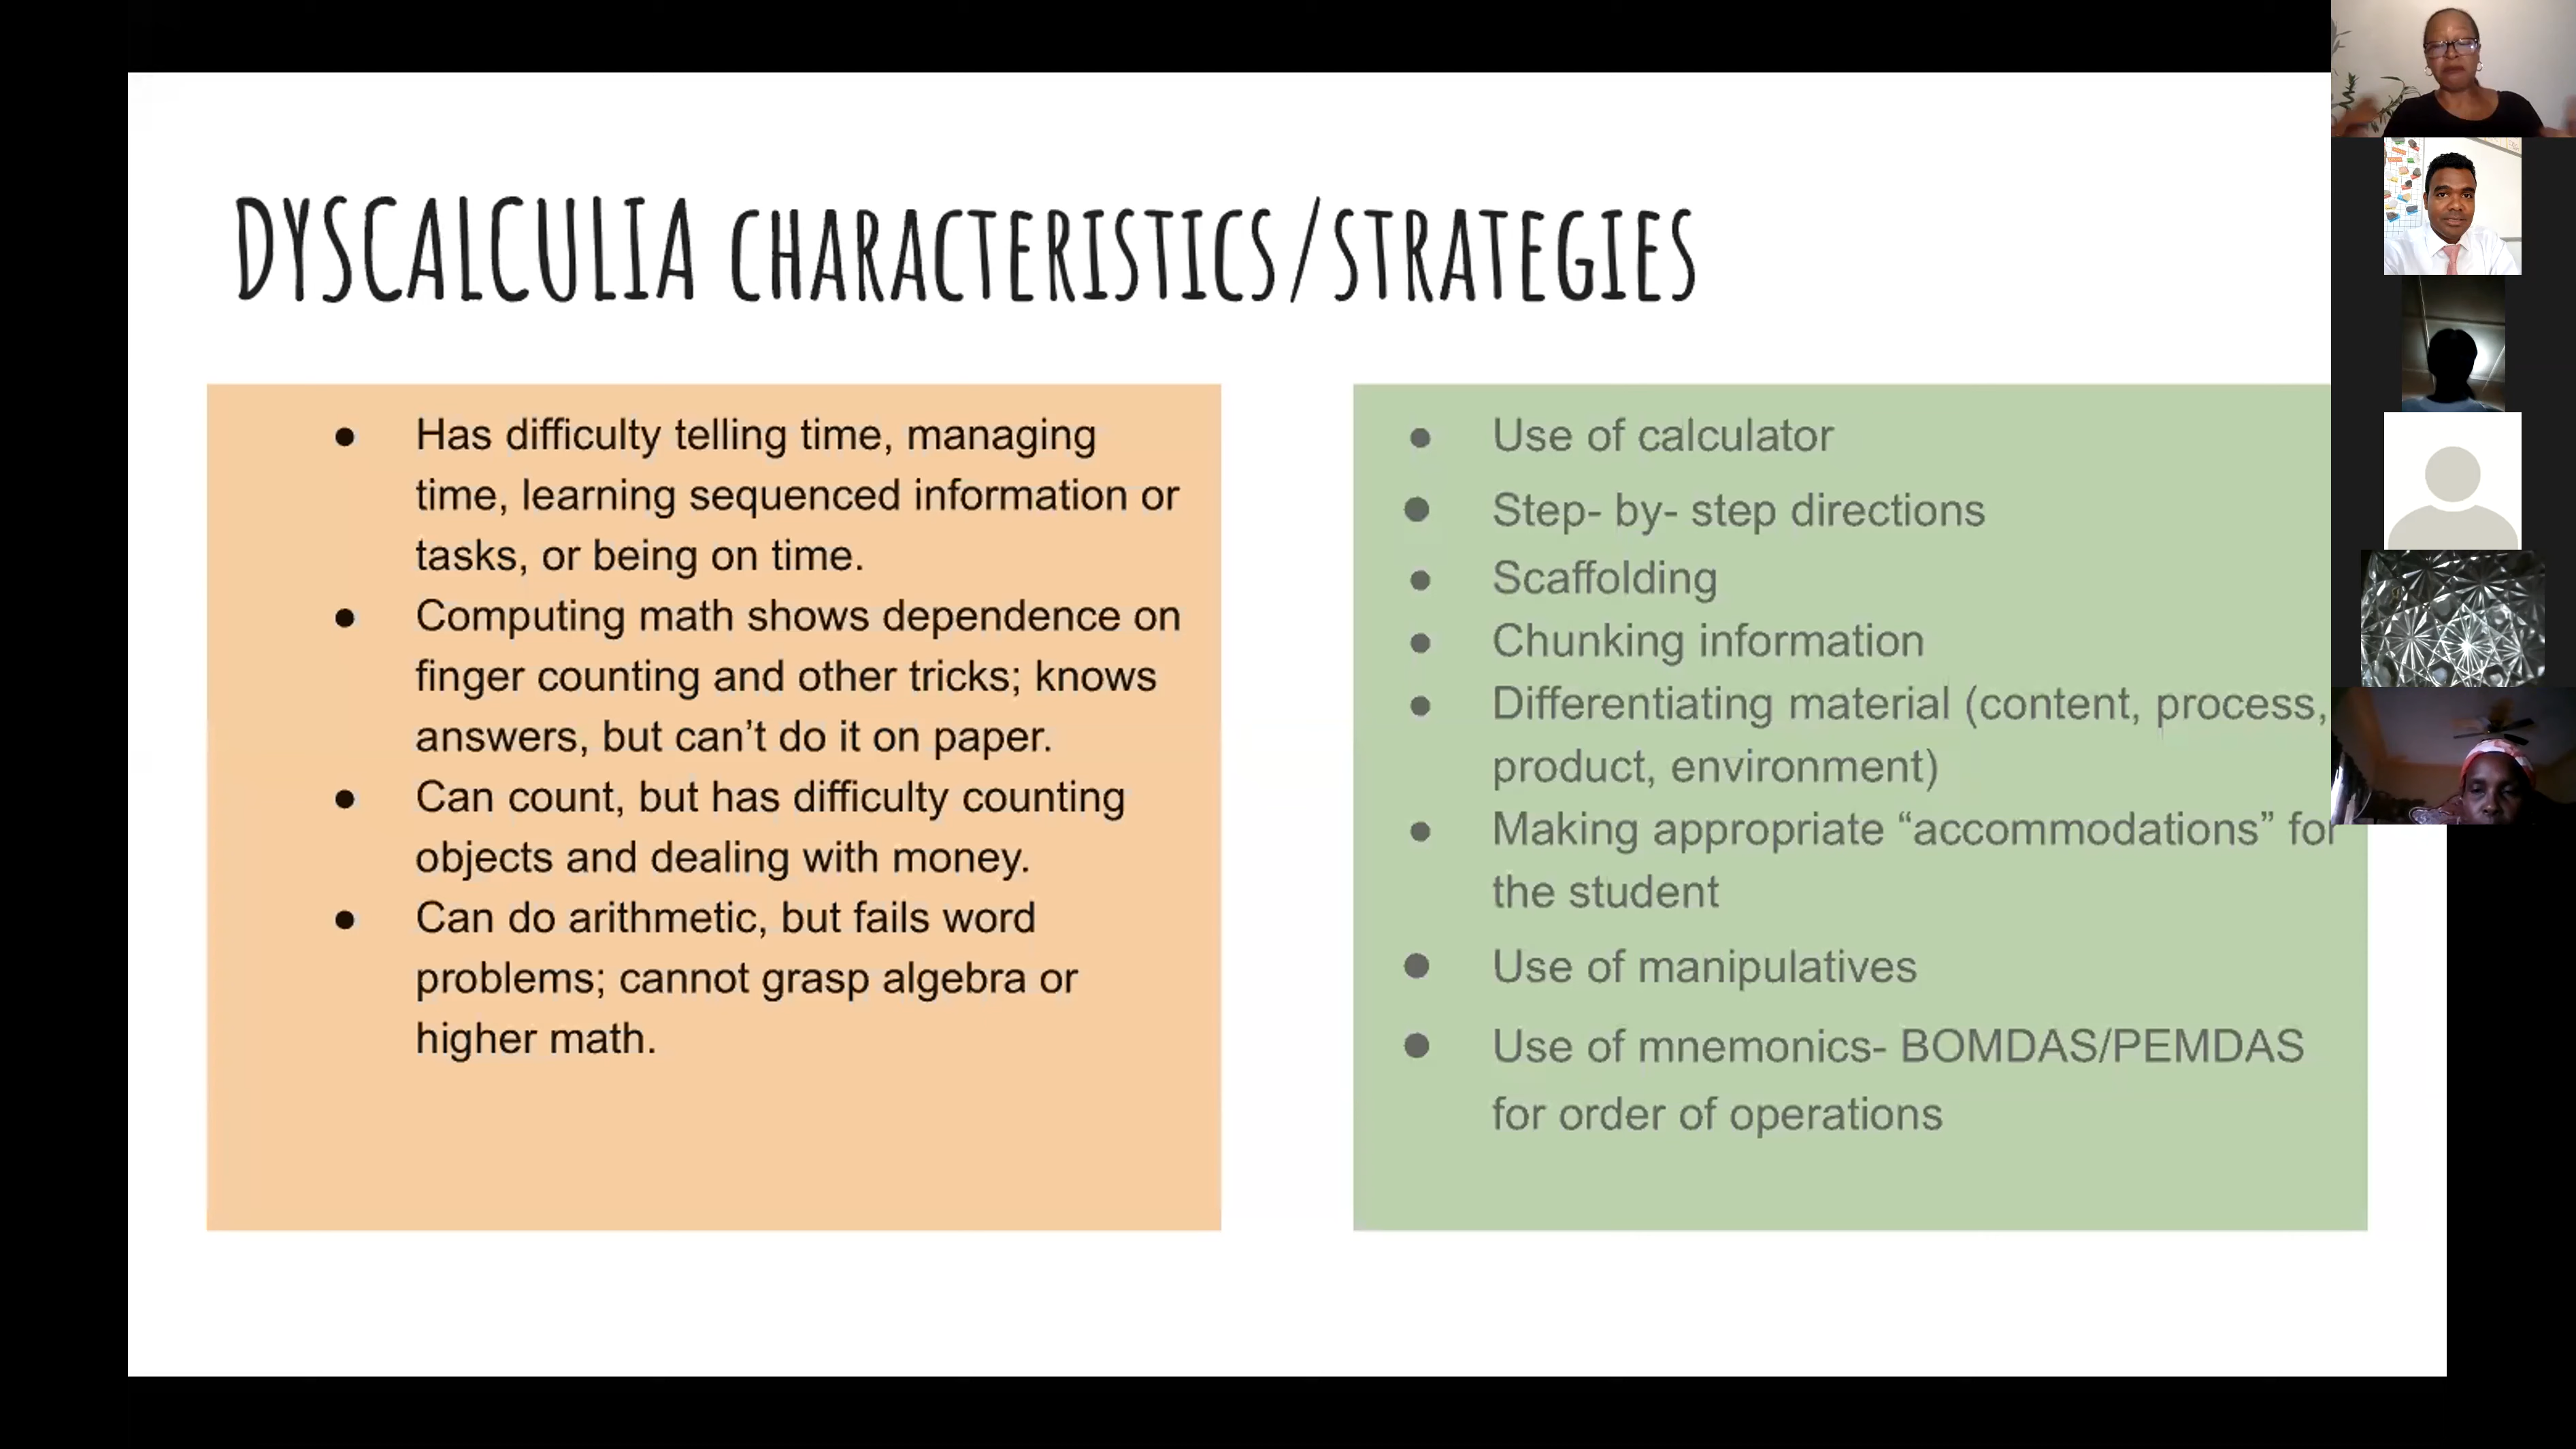 DYSCALCULIA CHARACTERISTICS/STRATEGIES
● Has difficulty telling time, managing
time, learning sequenced information or
tasks, or being on time.
● Computing math shows dependence on
finger counting and other tricks; knows
answers, but can’t do it on paper.
● Can count, but has difficulty counting
objects and dealing with money.
● Can do arithmetic, but fails word
problems; cannot grasp algebra or
higher math.
● Use of calculator
● Step- by- step directions
● Scaffolding
● Chunking information
● Differentiating material (content, process,
product, environment)
● Making appropriate “accommodations” for
the student
● Use of manipulatives
● Use of mnemonics- BOMDAS/PEMDAS
for order of operations